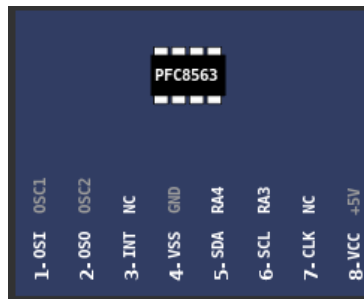 PFC8563
1-OSI OSC1
2-OSO OSC2
3-INT NC
4-VSS GND
5-SDA RA4
6-SCL RA3
7-CLK NC
8-VCC +5V